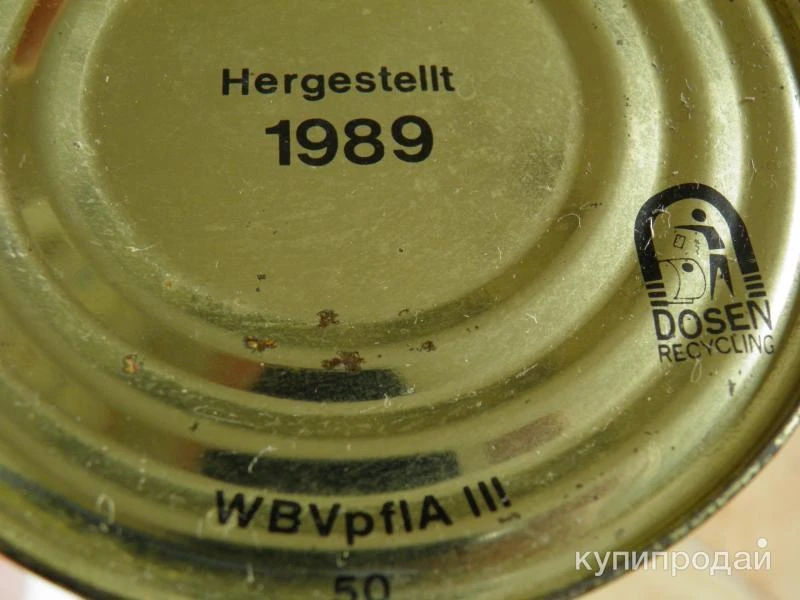 Hergestellt
1989
DOSEN
RECYCLING
WBVpflA III
50
купипродай